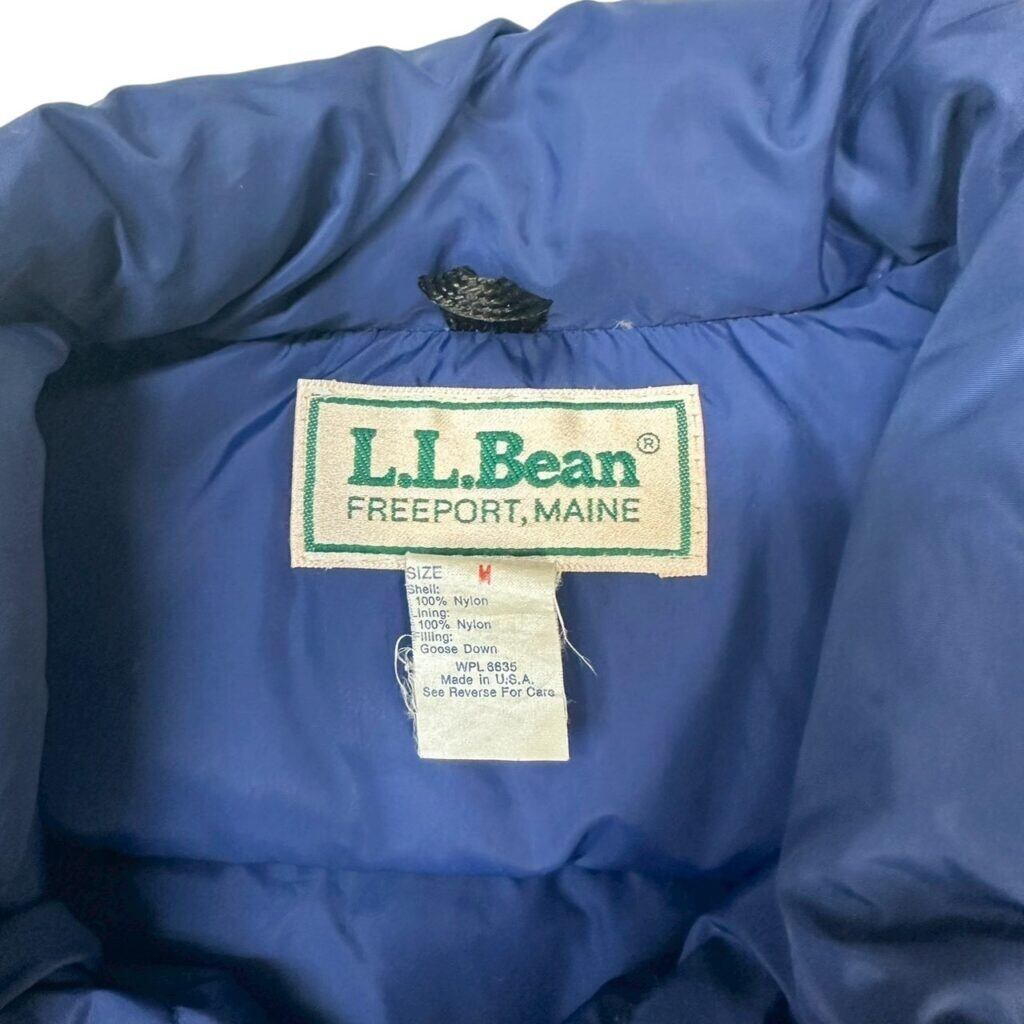 L.L.Bean®
FREEPORT, MAINE
SIZE M
Shell:
100% Nylon
Lining:
100% Nylon
Filling:
Goose Down
WPL 6635
Made in U.S.A.
See Reverse For Care